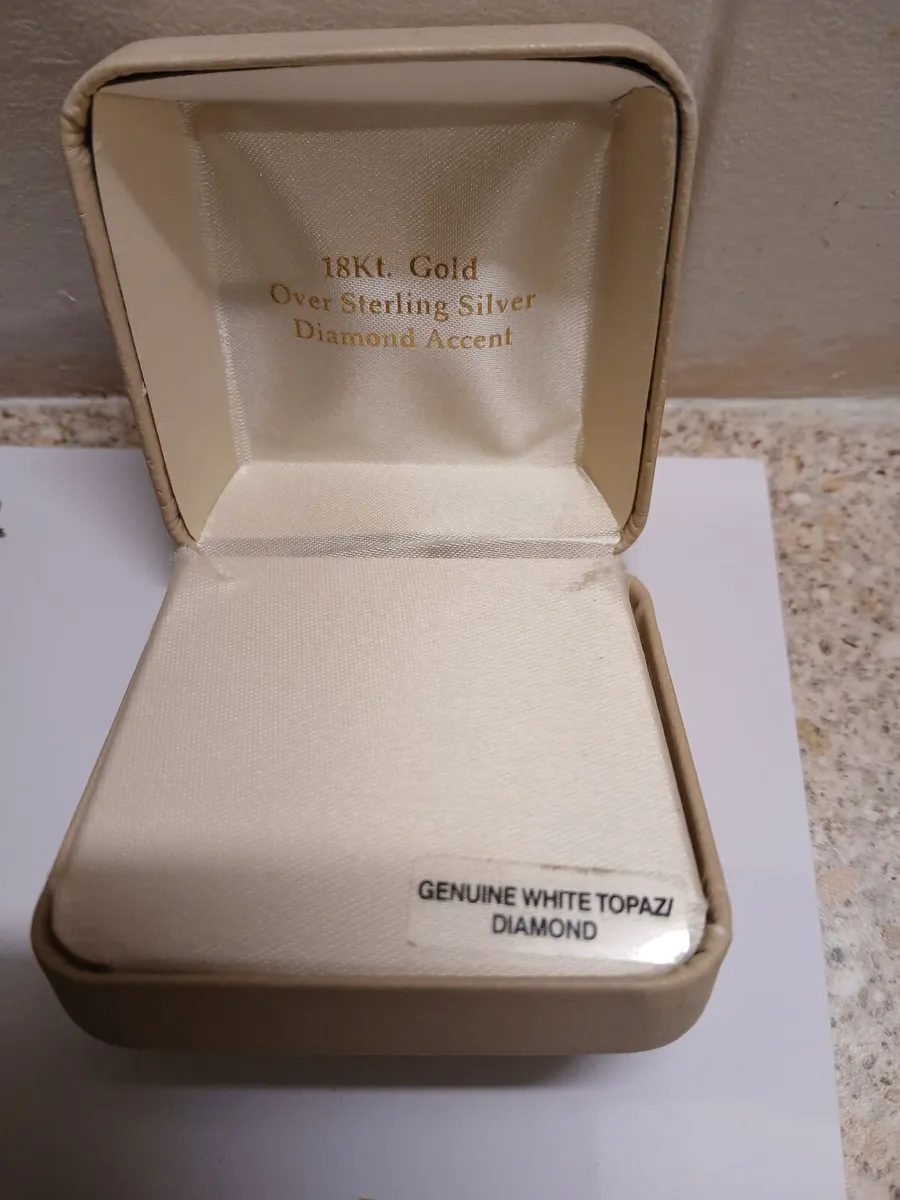 18Kt. Gold
Over Sterling Silver
Diamond Accent
GENUINE WHITE TOPAZ/
DIAMOND